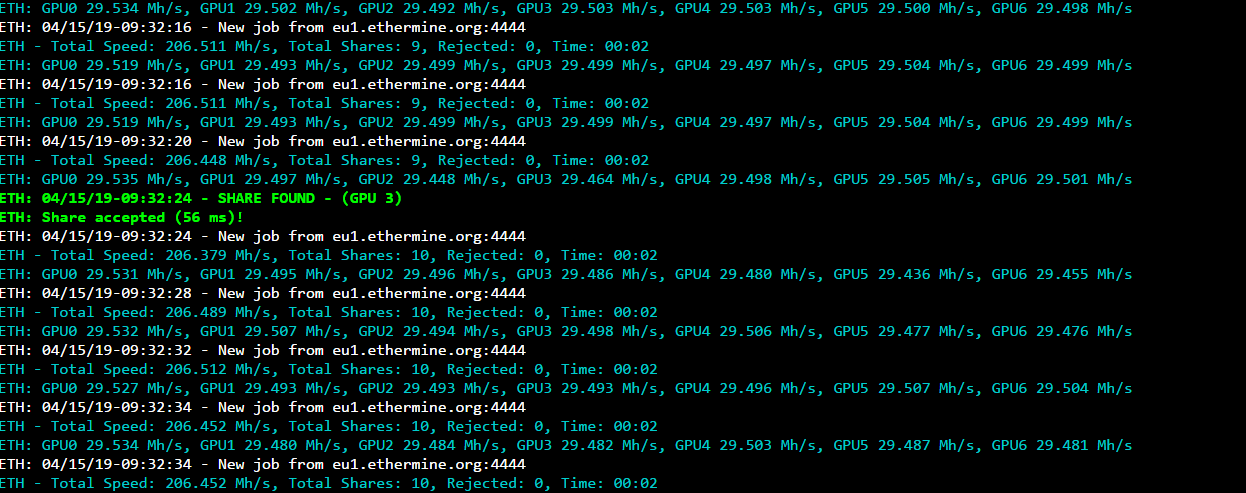 ETH: GPU0 29.534 Mh/s, GPU1 29.502 Mh/s, GPU2 29.492 Mh/s, GPU3 29.503 Mh/s, GPU4 29.503 Mh/s, GPU5 29.500 Mh/s, GPU6 29.498 Mh/s
ETH: 04/15/19-09:32:16 - New job from eu1.ethermine.org:4444
ETH - Total Speed: 206.511 Mh/s, Total Shares: 9, Rejected: 0, Time: 00:02
ETH: GPU0 29.519 Mh/s, GPU1 29.493 Mh/s, GPU2 29.499 Mh/s, GPU3 29.499 Mh/s, GPU4 29.497 Mh/s, GPU5 29.504 Mh/s, GPU6 29.499 Mh/s
ETH: 04/15/19-09:32:16 - New job from eu1.ethermine.org:4444
ETH - Total Speed: 206.511 Mh/s, Total Shares: 9, Rejected: 0, Time: 00:02
ETH: GPU0 29.519 Mh/s, GPU1 29.493 Mh/s, GPU2 29.499 Mh/s, GPU3 29.499 Mh/s, GPU4 29.497 Mh/s, GPU5 29.504 Mh/s, GPU6 29.499 Mh/s
ETH: 04/15/19-09:32:20 - New job from eu1.ethermine.org:4444
ETH - Total Speed: 206.448 Mh/s, Total Shares: 9, Rejected: 0, Time: 00:02
ETH: GPU0 29.535 Mh/s, GPU1 29.497 Mh/s, GPU2 29.448 Mh/s, GPU3 29.464 Mh/s, GPU4 29.498 Mh/s, GPU5 29.505 Mh/s, GPU6 29.501 Mh/s
ETH: 04/15/19-09:32:24 - SHARE FOUND - (GPU 3)
ETH: Share accepted (56 ms)!
ETH: 04/15/19-09:32:24 - New job from eu1.ethermine.org:4444
ETH - Total Speed: 206.379 Mh/s, Total Shares: 10, Rejected: 0, Time: 00:02
ETH: GPU0 29.531 Mh/s, GPU1 29.495 Mh/s, GPU2 29.496 Mh/s, GPU3 29.486 Mh/s, GPU4 29.480 Mh/s, GPU5 29.436 Mh/s, GPU6 29.455 Mh/s
ETH: 04/15/19-09:32:28 - New job from eu1.ethermine.org:4444
ETH - Total Speed: 206.489 Mh/s, Total Shares: 10, Rejected: 0, Time: 00:02
ETH: GPU0 29.532 Mh/s, GPU1 29.507 Mh/s, GPU2 29.494 Mh/s, GPU3 29.498 Mh/s, GPU4 29.506 Mh/s, GPU5 29.477 Mh/s, GPU6 29.476 Mh/s
ETH: 04/15/19-09:32:32 - New job from eu1.ethermine.org:4444
ETH - Total Speed: 206.512 Mh/s, Total Shares: 10, Rejected: 0, Time: 00:02
ETH: GPU0 29.527 Mh/s, GPU1 29.493 Mh/s, GPU2 29.493 Mh/s, GPU3 29.493 Mh/s, GPU4 29.496 Mh/s, GPU5 29.507 Mh/s, GPU6 29.504 Mh/s
ETH: 04/15/19-09:32:34 - New job from eu1.ethermine.org:4444
ETH - Total Speed: 206.452 Mh/s, Total Shares: 10, Rejected: 0, Time: 00:02
ETH: GPU0 29.534 Mh/s, GPU1 29.480 Mh/s, GPU2 29.484 Mh/s, GPU3 29.482 Mh/s, GPU4 29.503 Mh/s, GPU5 29.487 Mh/s, GPU6 29.481 Mh/s
ETH: 04/15/19-09:32:34 - New job from eu1.ethermine.org:4444
ETH - Total Speed: 206.452 Mh/s, Total Shares: 10, Rejected: 0, Time: 00:02